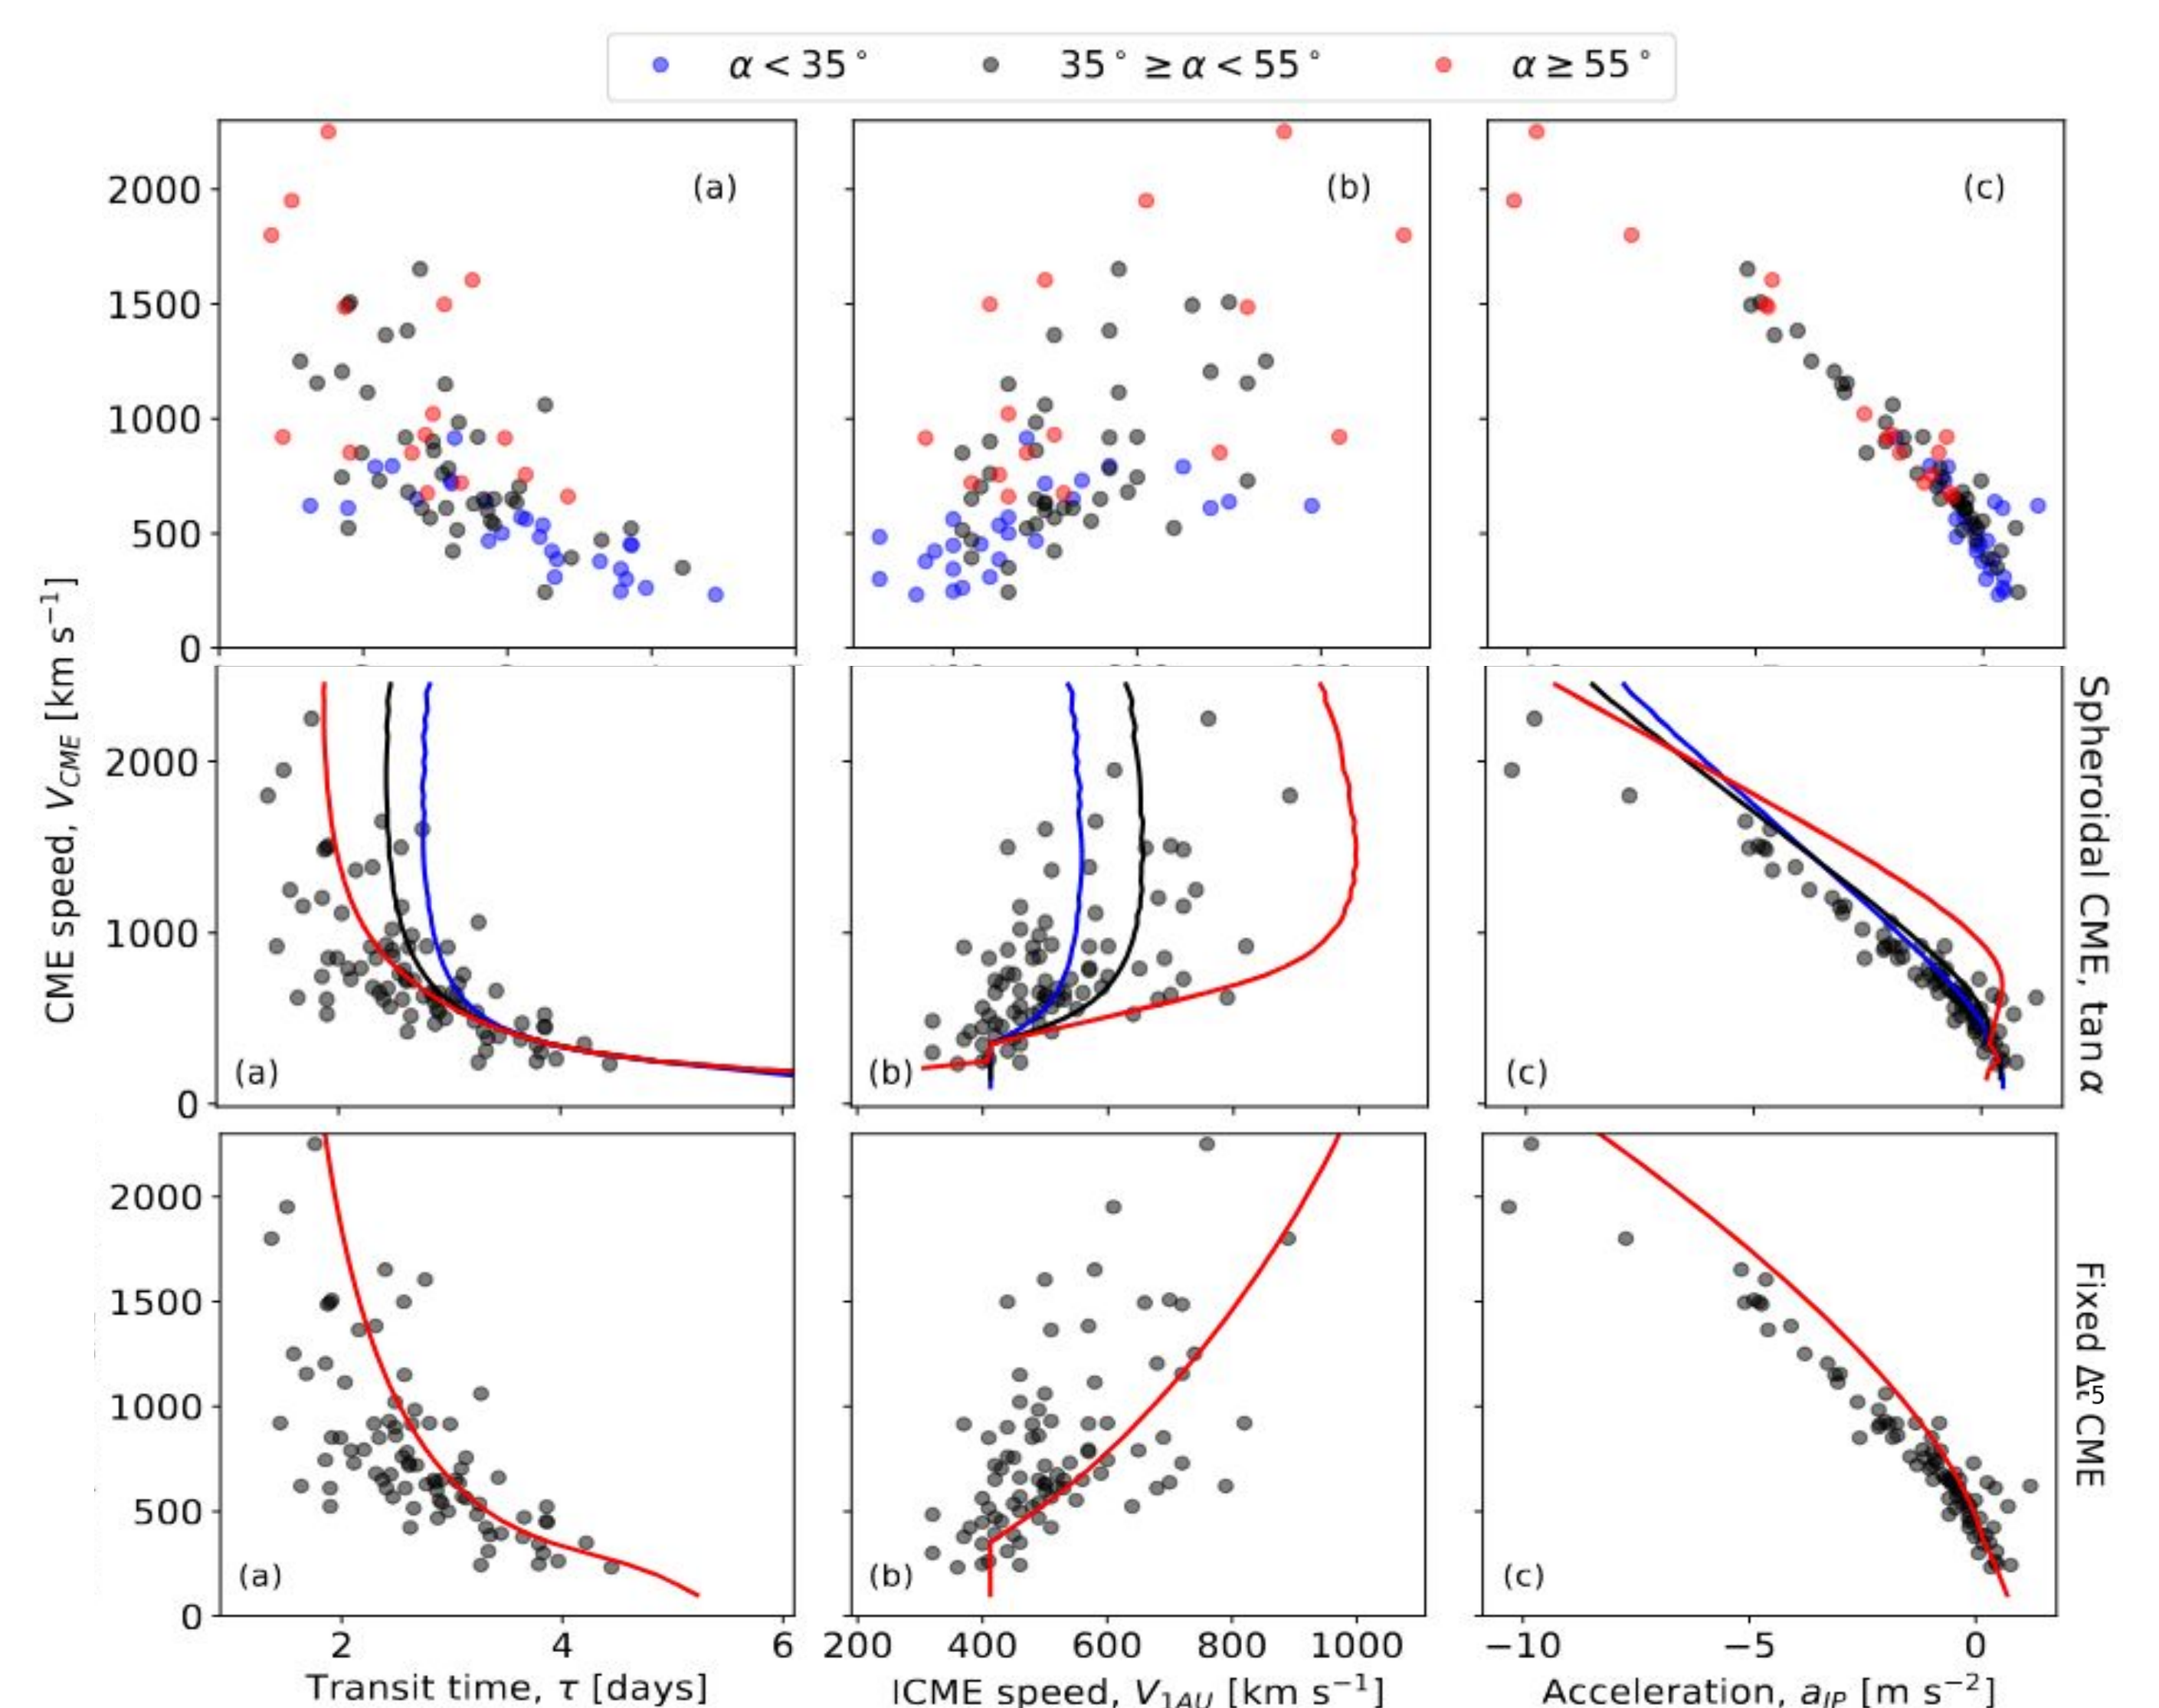 α < 35° 35° ≥ α < 55° α ≥ 55°
(a) (b) (c)
2000
1500
1000
500
0
CME speed, V_CME [km s⁻¹]
Spheroidal CME, tan α
2000
1000
0
(a) (b) (c)
Fixed Δt CME
2000
1500
1000
500
0
(a) (b) (c)
2 4 6 200 400 600 800 1000 −10 −5 0
Transit time, τ [days] ICME speed, V_1AU [km s⁻¹] Acceleration, a_IP [m s⁻²]